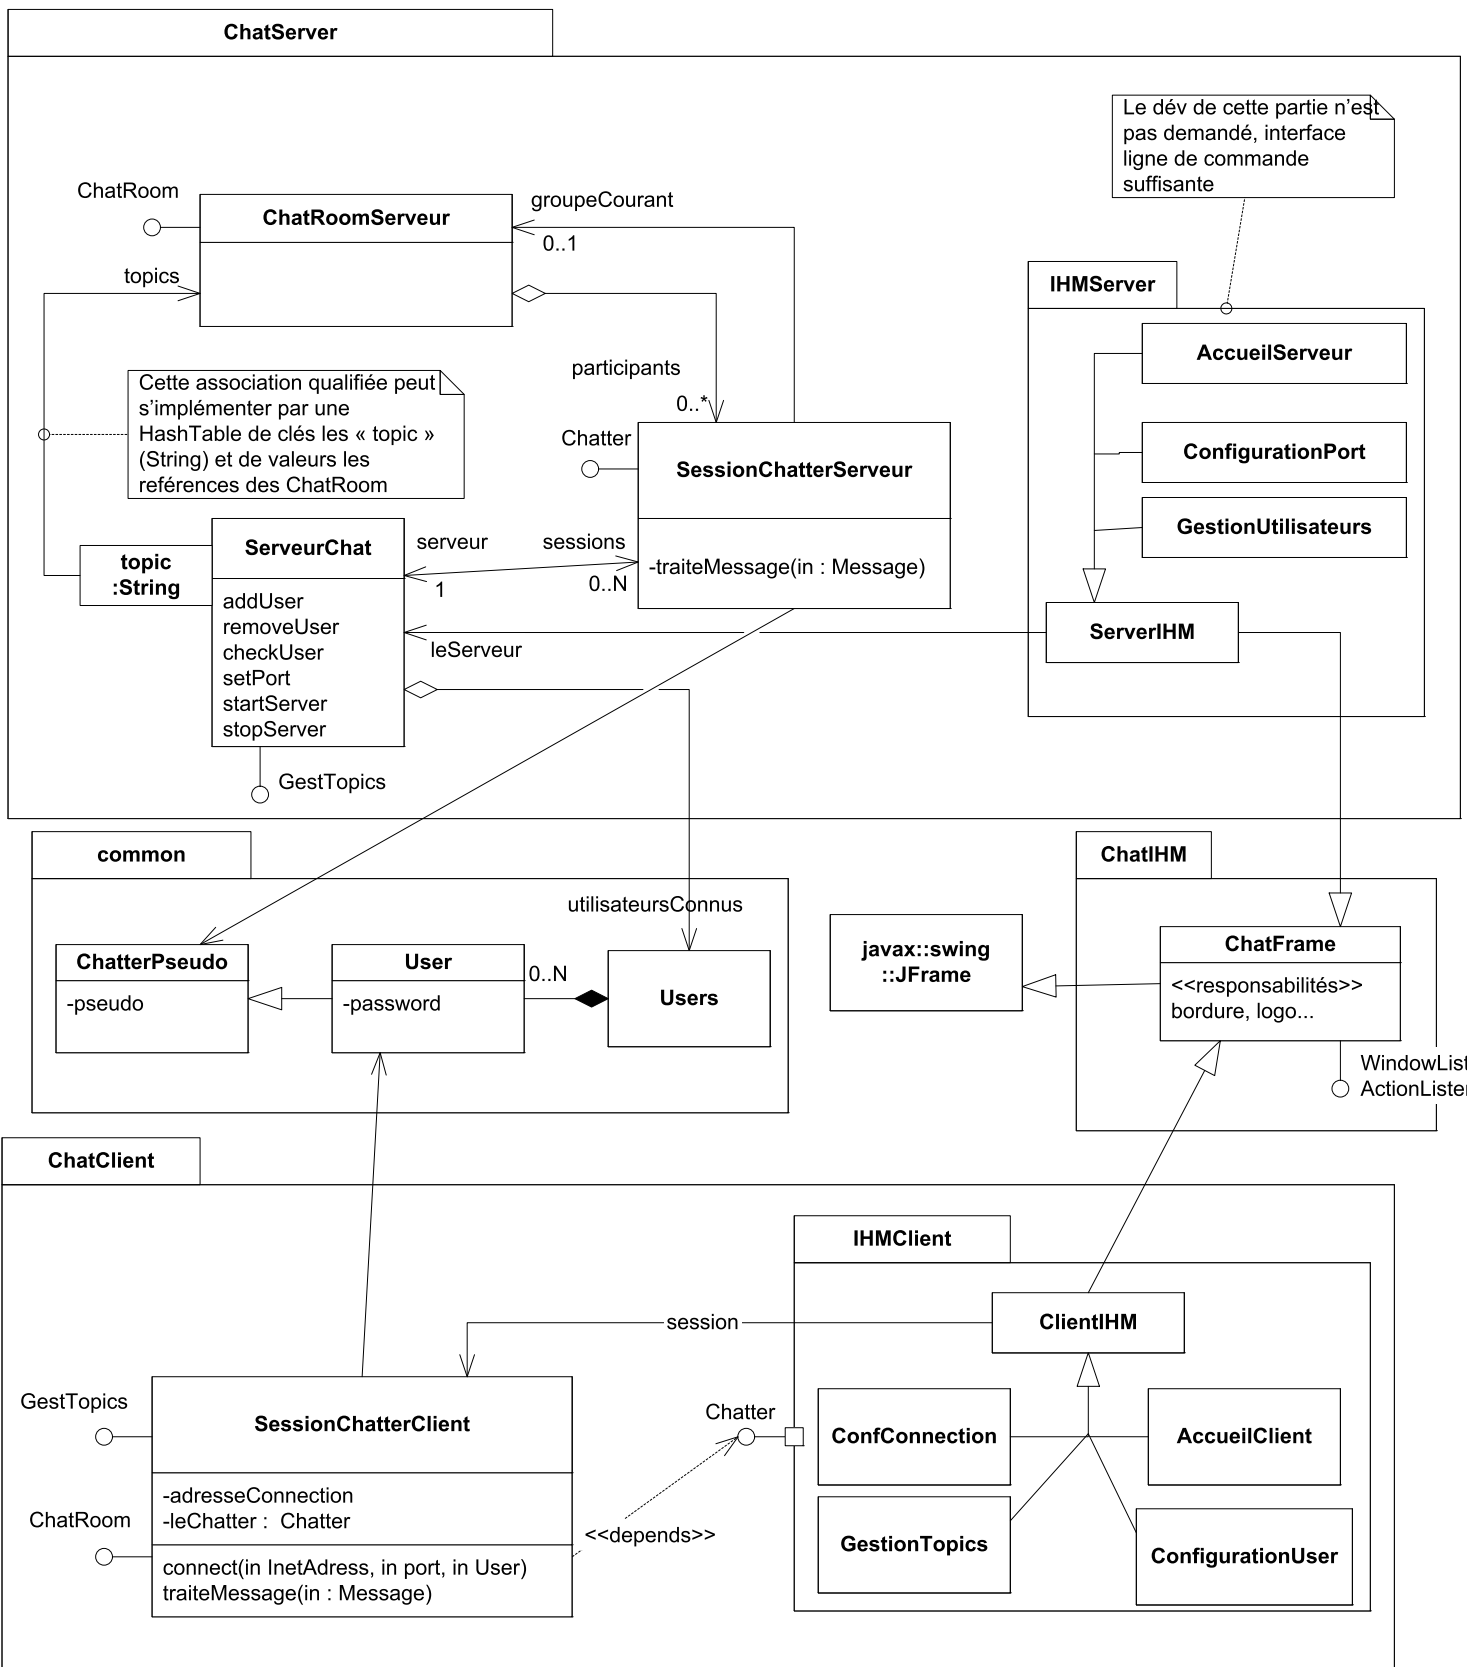 ChatServer
Le dév de cette partie n'est
pas demandé, interface
ligne de commande
suffisante
ChatRoom
ChatRoomServeur
groupeCourant
0..1
topics
IHMServer
AccueilServeur
participants
0..*
Cette association qualifiée peut
s'implémenter par une
HashTable de clés les « topic »
(String) et de valeurs les
reférences des ChatRoom
Chatter
SessionChatterServeur
-traiteMessage(in : Message)
ConfigurationPort
GestionUtilisateurs
ServerIHM
topic
:String
ServeurChat
addUser
removeUser
checkUser
setPort
startServer
stopServer
serveur
1
sessions
0..N
leServeur
GestTopics
common
ChatIHM
utilisateursConnus
ChatterPseudo
-pseudo
User
-password
0..N
Users
javax::swing
::JFrame
ChatFrame
<<responsabilités>>
bordure, logo...
WindowList
ActionListe
ChatClient
IHMClient
session
ClientIHM
GestTopics
ChatRoom
SessionChatterClient
-adresseConnection
-leChatter :  Chatter
connect(in InetAdress, in port, in User)
traiteMessage(in : Message)
Chatter
<<depends>>
ConfConnection
AccueilClient
GestionTopics
ConfigurationUser